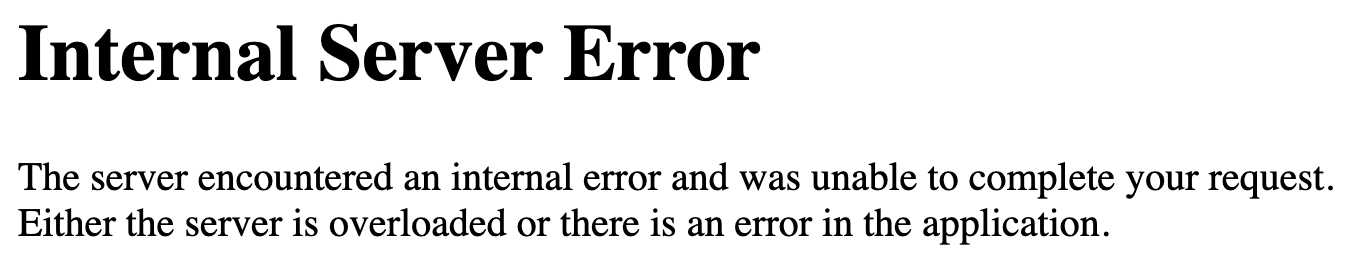 Internal Server Error
The server encountered an internal error and was unable to complete your request.
Either the server is overloaded or there is an error in the application.